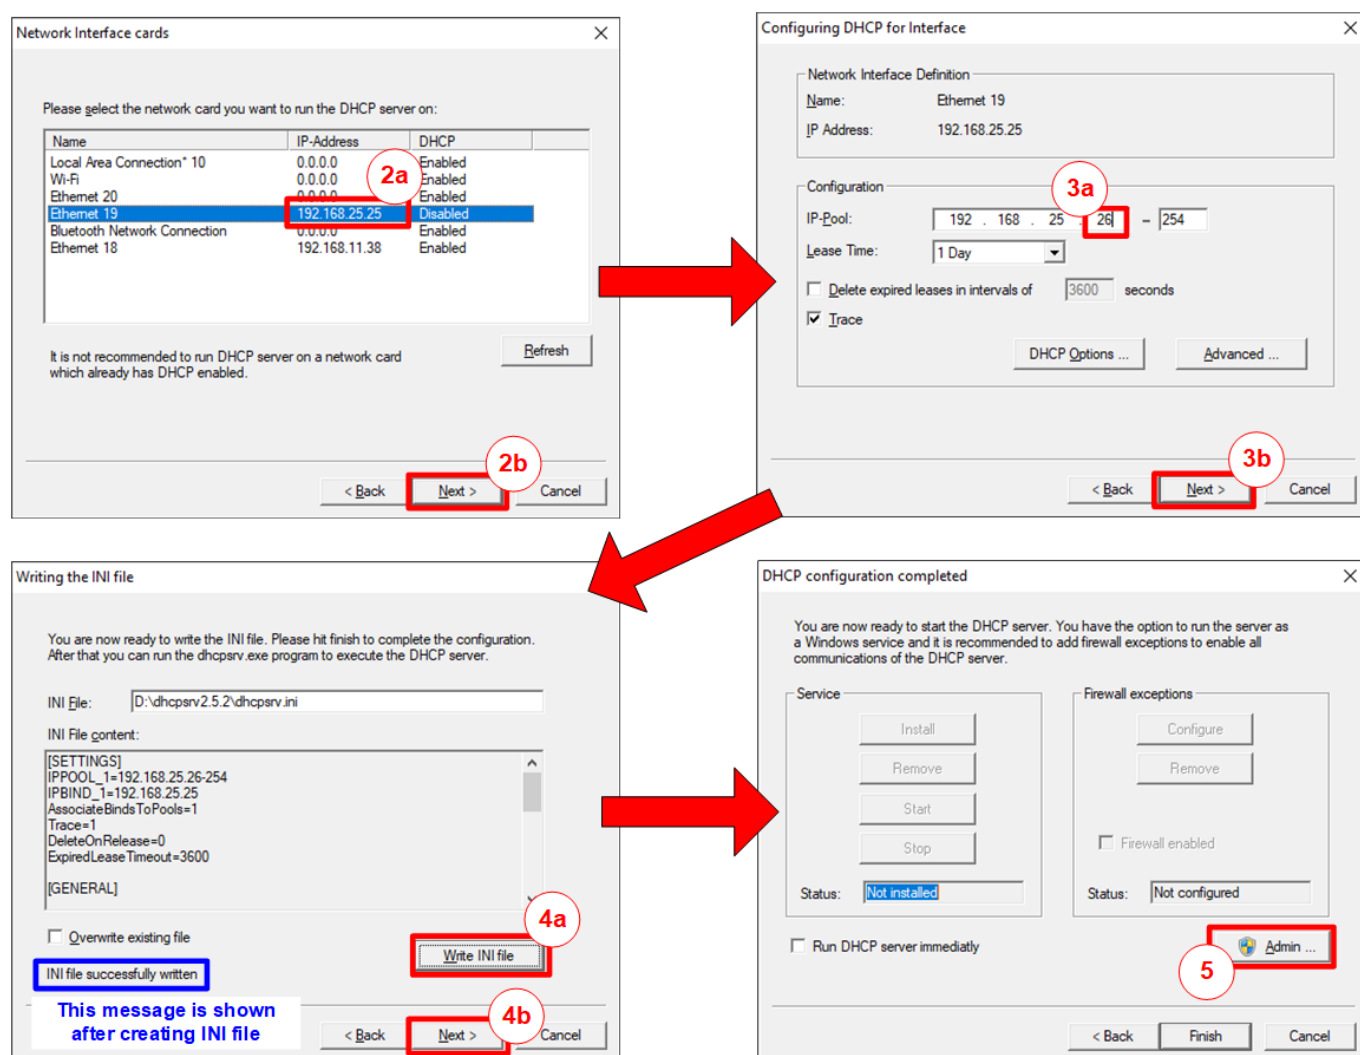 Network Interface cards
Please select the network card you want to run the DHCP server on:
Name IP-Address DHCP
Local Area Connection* 10 0.0.0.0 Enabled
Wi-Fi 0.0.0.0 Enabled
Ethernet 20 0.0.0.0 Enabled
Ethernet 19 192.168.25.25 Disabled
Bluetooth Network Connection 0.0.0.0 Enabled
Ethernet 18 192.168.11.38 Enabled
2a
It is not recommended to run DHCP server on a network card
which already has DHCP enabled.
Refresh
2b
< Back Next > Cancel
Configuring DHCP for Interface
Network Interface Definition
Name: Ethernet 19
IP Address: 192.168.25.25
Configuration
3a
IP-Pool: 192 . 168 . 25 . 26 – 254
Lease Time: 1 Day
Delete expired leases in intervals of 3600 seconds
Trace
DHCP Options ... Advanced ...
3b
< Back Next > Cancel
Writing the INI file
You are now ready to write the INI file. Please hit finish to complete the configuration.
After that you can run the dhcpsrv.exe program to execute the DHCP server.
INI File: D:\dhcpsrv2.5.2\dhcpsrv.ini
INI File content:
[SETTINGS]
IPPOOL_1=192.168.25.26-254
IPBIND_1=192.168.25.25
AssociateBindsToPools=1
Trace=1
DeleteOnRelease=0
ExpiredLeaseTimeout=3600
[GENERAL]
4a
Overwrite existing file
Write INI file
INI file successfully written
This message is shown
after creating INI file
4b
< Back Next > Cancel
DHCP configuration completed
You are now ready to start the DHCP server. You have the option to run the server as
a Windows service and it is recommended to add firewall exceptions to enable all
communications of the DHCP server.
Service
Install
Remove
Start
Stop
Status: Not installed
Firewall exceptions
Configure
Remove
Firewall enabled
Status: Not configured
Run DHCP server immediatly
Admin ...
5
< Back Finish Cancel